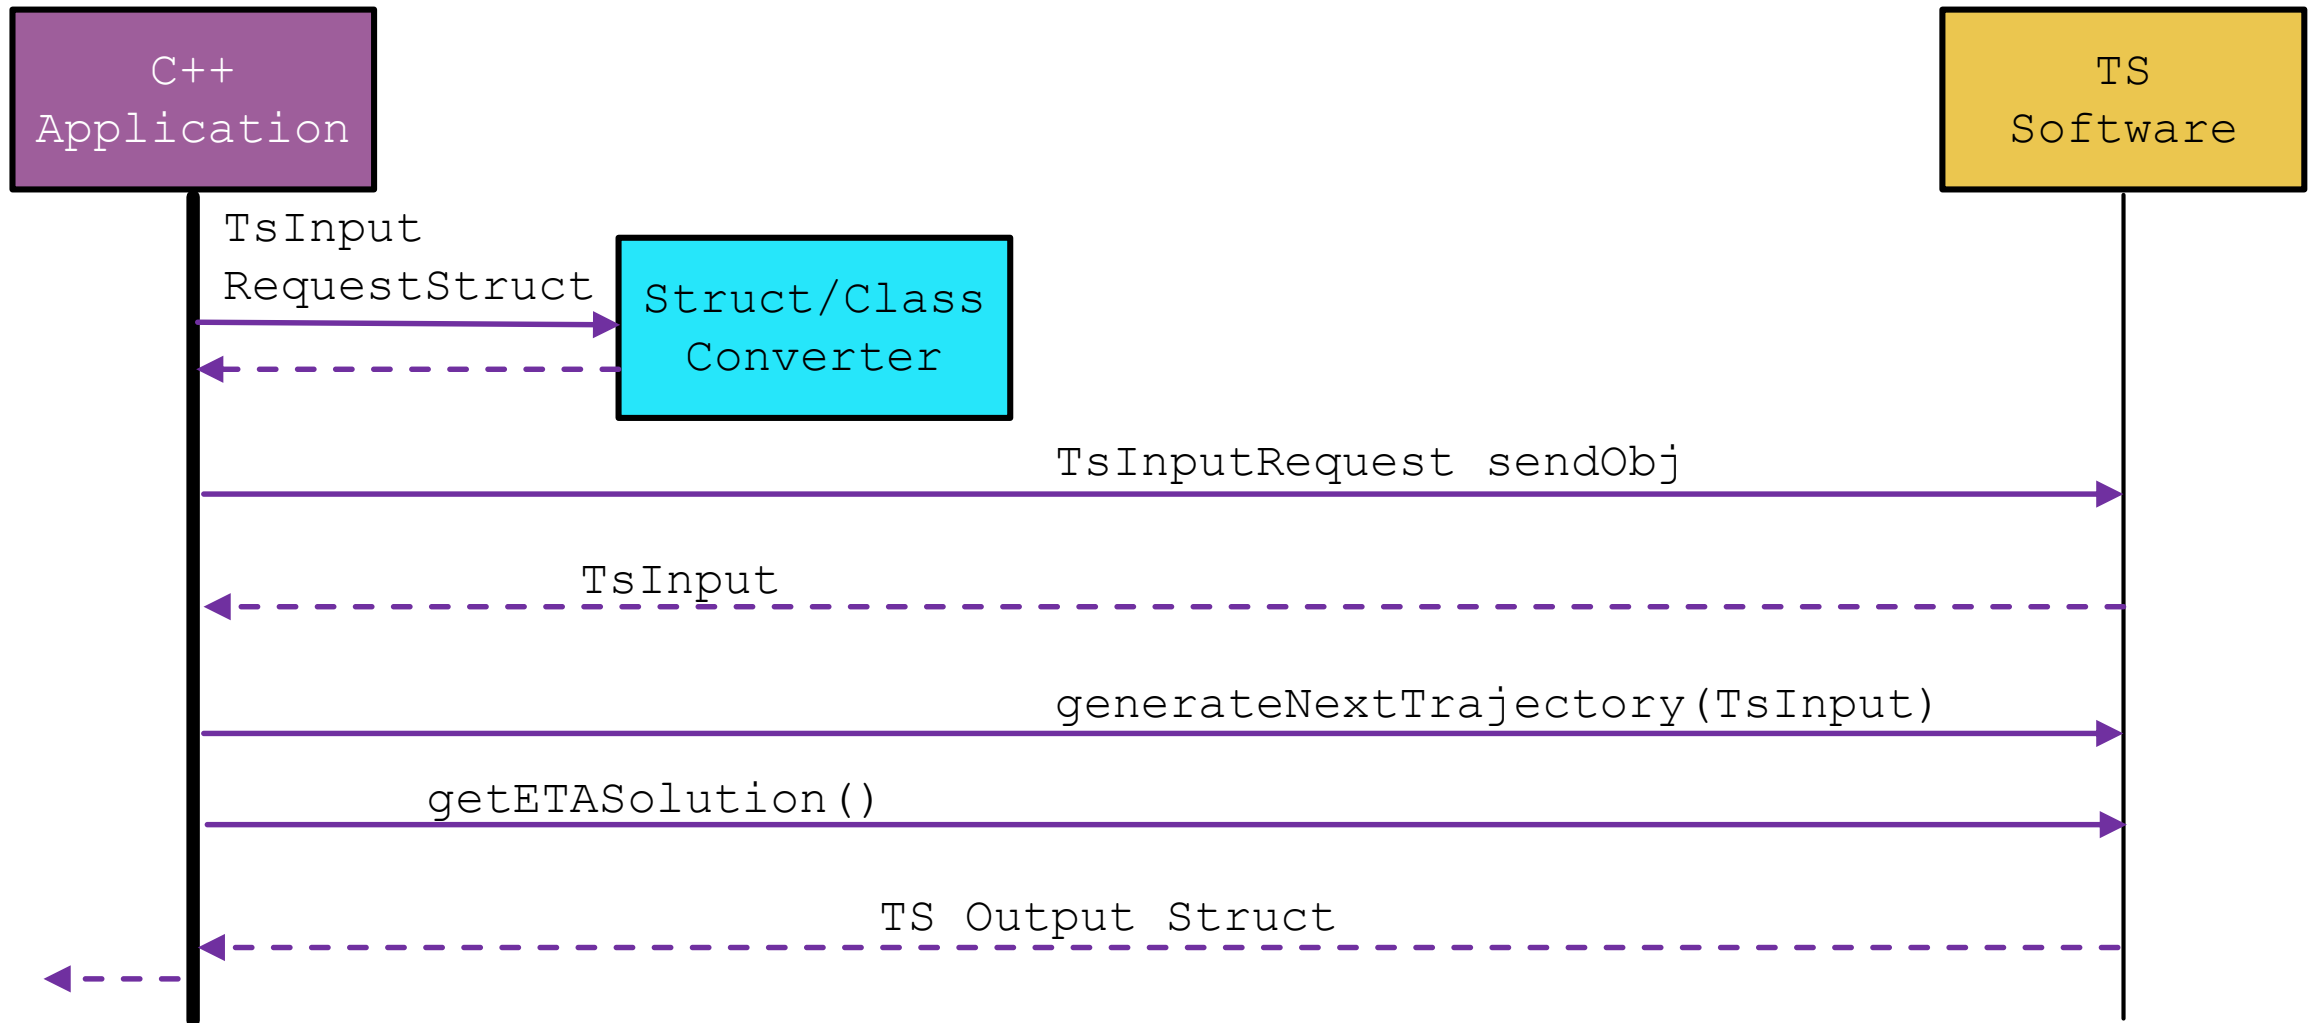 C++
Application
TS
Software
TsInput
RequestStruct
Struct/Class
Converter
TsInputRequest sendObj
TsInput
generateNextTrajectory(TsInput)
getETASolution()
TS Output Struct